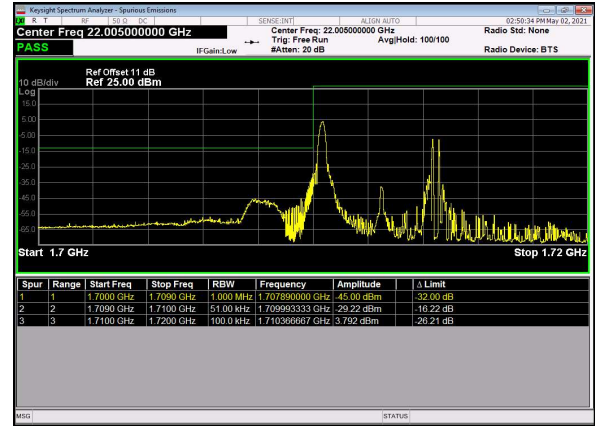 Keysight Spectrum Analyzer - Spurious Emissions
LXI R T RF 50 Ω DC SENSE:INT ALIGN AUTO 02:50:34 PM May 02, 2021
Center Freq 22.005000000 GHz Center Freq: 22.005000000 GHz Radio Std: None
Trig: Free Run Avg|Hold: 100/100
PASS IFGain:Low #Atten: 20 dB Radio Device: BTS
Ref Offset 11 dB
10 dB/div Ref 25.00 dBm
Log
15.0
5.00
-5.00
-15.0
-25.0
-35.0
-45.0
-55.0
-65.0
Start 1.7 GHz Stop 1.72 GHz
Spur Range Start Freq Stop Freq RBW Frequency Amplitude Δ Limit
1 1 1.7000 GHz 1.7090 GHz 1.000 MHz 1.707890000 GHz -45.00 dBm -32.00 dB
2 2 1.7090 GHz 1.7100 GHz 51.00 kHz 1.709993333 GHz -29.22 dBm -16.22 dB
3 3 1.7100 GHz 1.7200 GHz 100.0 kHz 1.710366667 GHz 3.792 dBm -26.21 dB
MSG STATUS